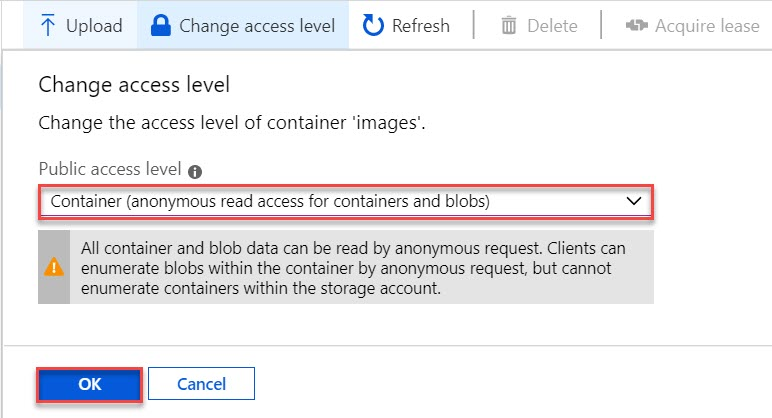 Upload Change access level Refresh Delete Acquire lease
Change access level
Change the access level of container 'images'.
Public access level
Container (anonymous read access for containers and blobs)
All container and blob data can be read by anonymous request. Clients can
enumerate blobs within the container by anonymous request, but cannot
enumerate containers within the storage account.
OK Cancel